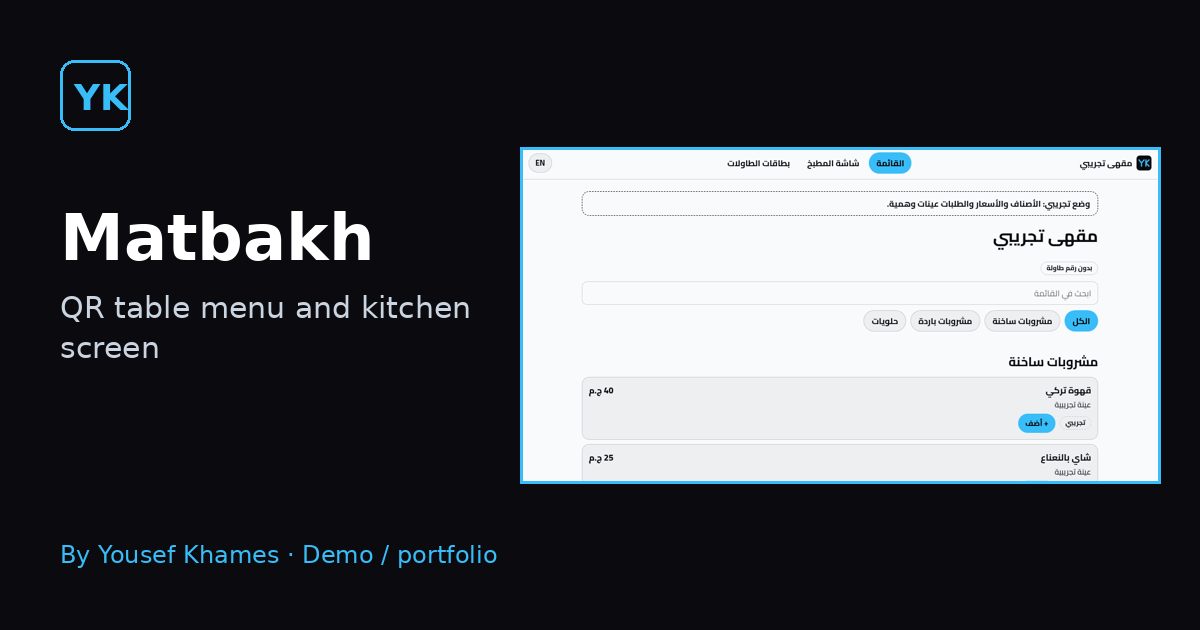 YK
Matbakh
QR table menu and kitchen
screen
By Yousef Khames · Demo / portfolio
YK مقهى تجريبي
القائمة شاشة المطبخ بطاقات الطاولات
EN
وضع تجريبي: الأصناف والأسعار والطلبات عينات وهمية.
مقهى تجريبي
بدون رقم طاولة
ابحث في القائمة
الكل مشروبات ساخنة مشروبات باردة حلويات
مشروبات ساخنة
قهوة تركي 40 ج.م
عينة تجريبية
تجريبي + أضف
شاي بالنعناع 25 ج.م
عينة تجريبية